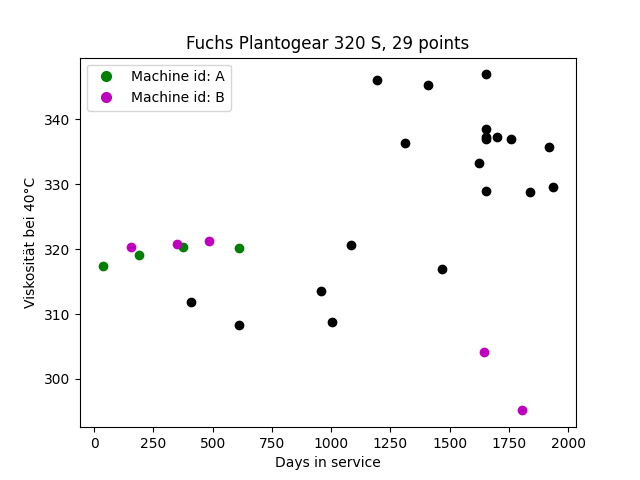 Fuchs Plantogear 320 S, 29 points
Machine id: A
Machine id: B
Viskosität bei 40°C
340
330
320
310
300
0 250 500 750 1000 1250 1500 1750 2000
Days in service